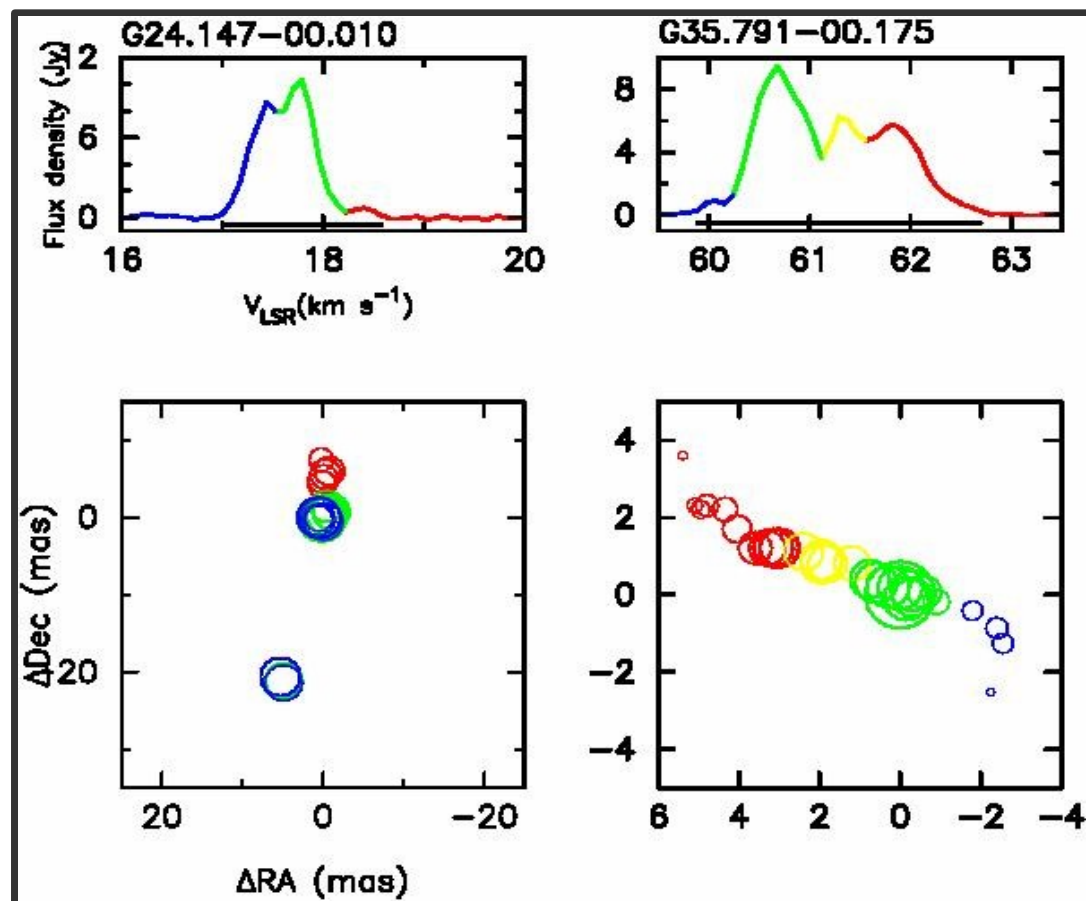 G24.147−00.010
G35.791−00.175
Flux density (Jy)
12
6
0
8
4
0
16 18 20
60 61 62 63
V_LSR(km s⁻¹)
ΔDec (mas)
0
−20
4
2
0
−2
−4
20 0 −20
6 4 2 0 −2 −4
ΔRA (mas)